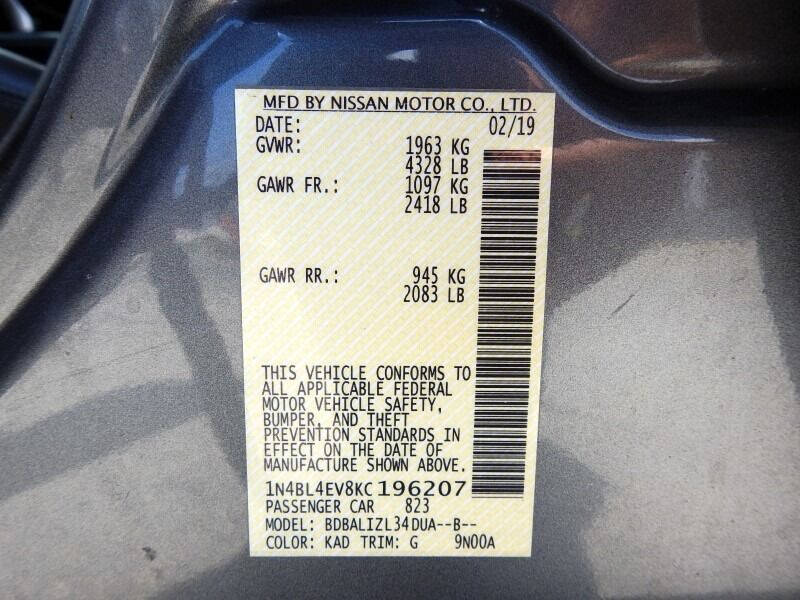 MFD BY NISSAN MOTOR CO., LTD.
DATE: 02/19
GVWR: 1963 KG
4328 LB
GAWR FR.: 1097 KG
2418 LB
GAWR RR.: 945 KG
2083 LB
THIS VEHICLE CONFORMS TO
ALL APPLICABLE FEDERAL
MOTOR VEHICLE SAFETY,
BUMPER, AND THEFT
PREVENTION STANDARDS IN
EFFECT ON THE DATE OF
MANUFACTURE SHOWN ABOVE.
1N4BL4EV8KC196207
PASSENGER CAR 823
MODEL: BDBALIZL34DUA--B--
COLOR: KAD TRIM: G 9N00A